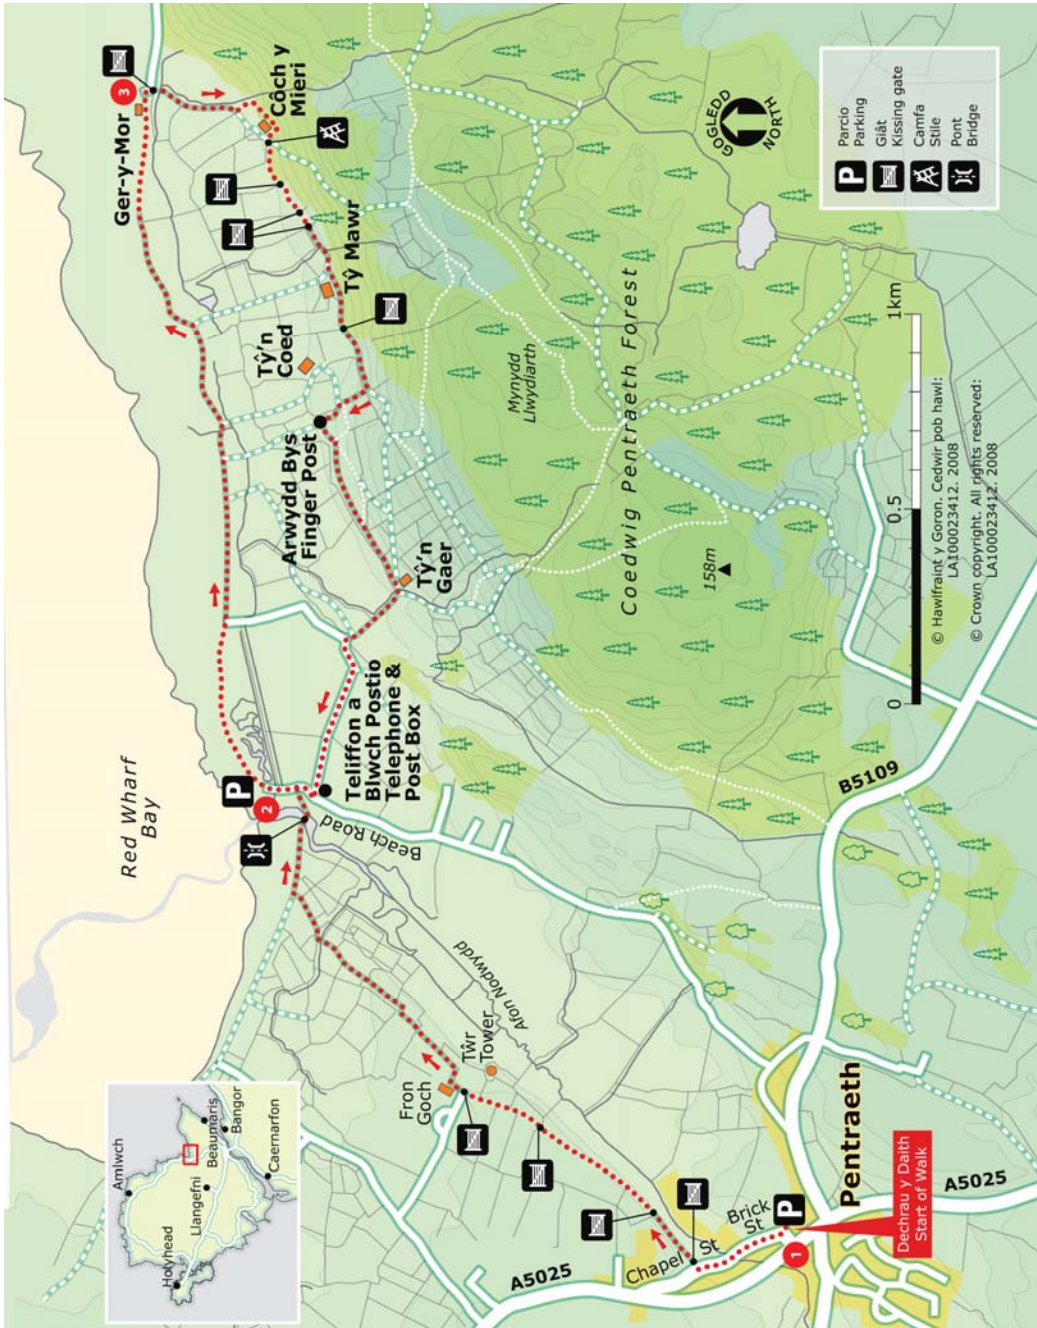 Amlwch
Holyhead
Llangefni
Beaumaris
Bangor
Caernarfon
Red Wharf
Bay
Ger-y-Mor
3
Côch y
Mieri
Tŷ Mawr
Tŷ'n
Coed
Arwydd Bys
Finger Post
Tŷ'n
Gaer
P
2
Teliffon a
Blwch Postio
Telephone &
Post Box
Beach Road
Afon Nodwydd
Fron
Goch
Tŵr
Tower
Mynydd
Llwydiarth
Coedwig Pentraeth Forest
158m
B5109
A5025
Chapel St
Brick
St
P
1
Pentraeth
A5025
Dechrau y Daith
Start of Walk
GOGLEDD
NORTH
P
Parcio
Parking
Giât
Kissing gate
Camfa
Stile
Pont
Bridge
0
0.5
1km
© Hawlfraint y Goron. Cedwir pob hawl:
LA100023412. 2008
© Crown copyright. All rights reserved:
LA100023412. 2008